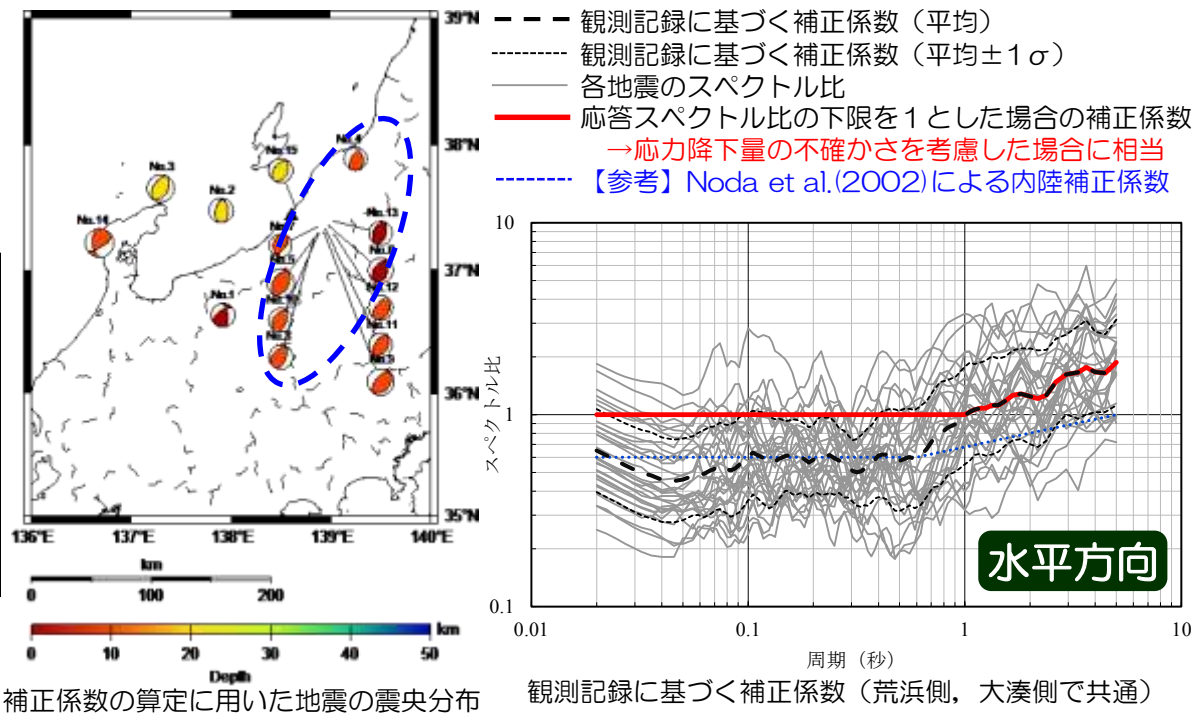 39°N
38°N
37°N
36°N
35°N
136°E
137°E
138°E
139°E
140°E
No.4
No.15
No.3
No.2
No.14
No.13
No.7
No.5
No.12
No.1
No.11
No.9
km
0
100
200
km
0
10
20
30
40
50
Depth
補正係数の算定に用いた地震の震央分布
観測記録に基づく補正係数（平均）
観測記録に基づく補正係数（平均±１σ）
各地震のスペクトル比
応答スペクトル比の下限を１とした場合の補正係数
→応力降下量の不確かさを考慮した場合に相当
【参考】Noda et al.(2002)による内陸補正係数
10
1
0.1
スペクトル比
0.01
0.1
1
10
周期（秒）
水平方向
観測記録に基づく補正係数（荒浜側，大湊側で共通）